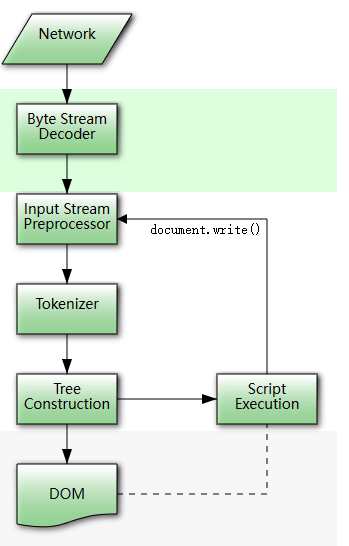 Network
Byte Stream
Decoder
Input Stream
Preprocessor
document.write()
Tokenizer
Tree
Construction
Script
Execution
DOM